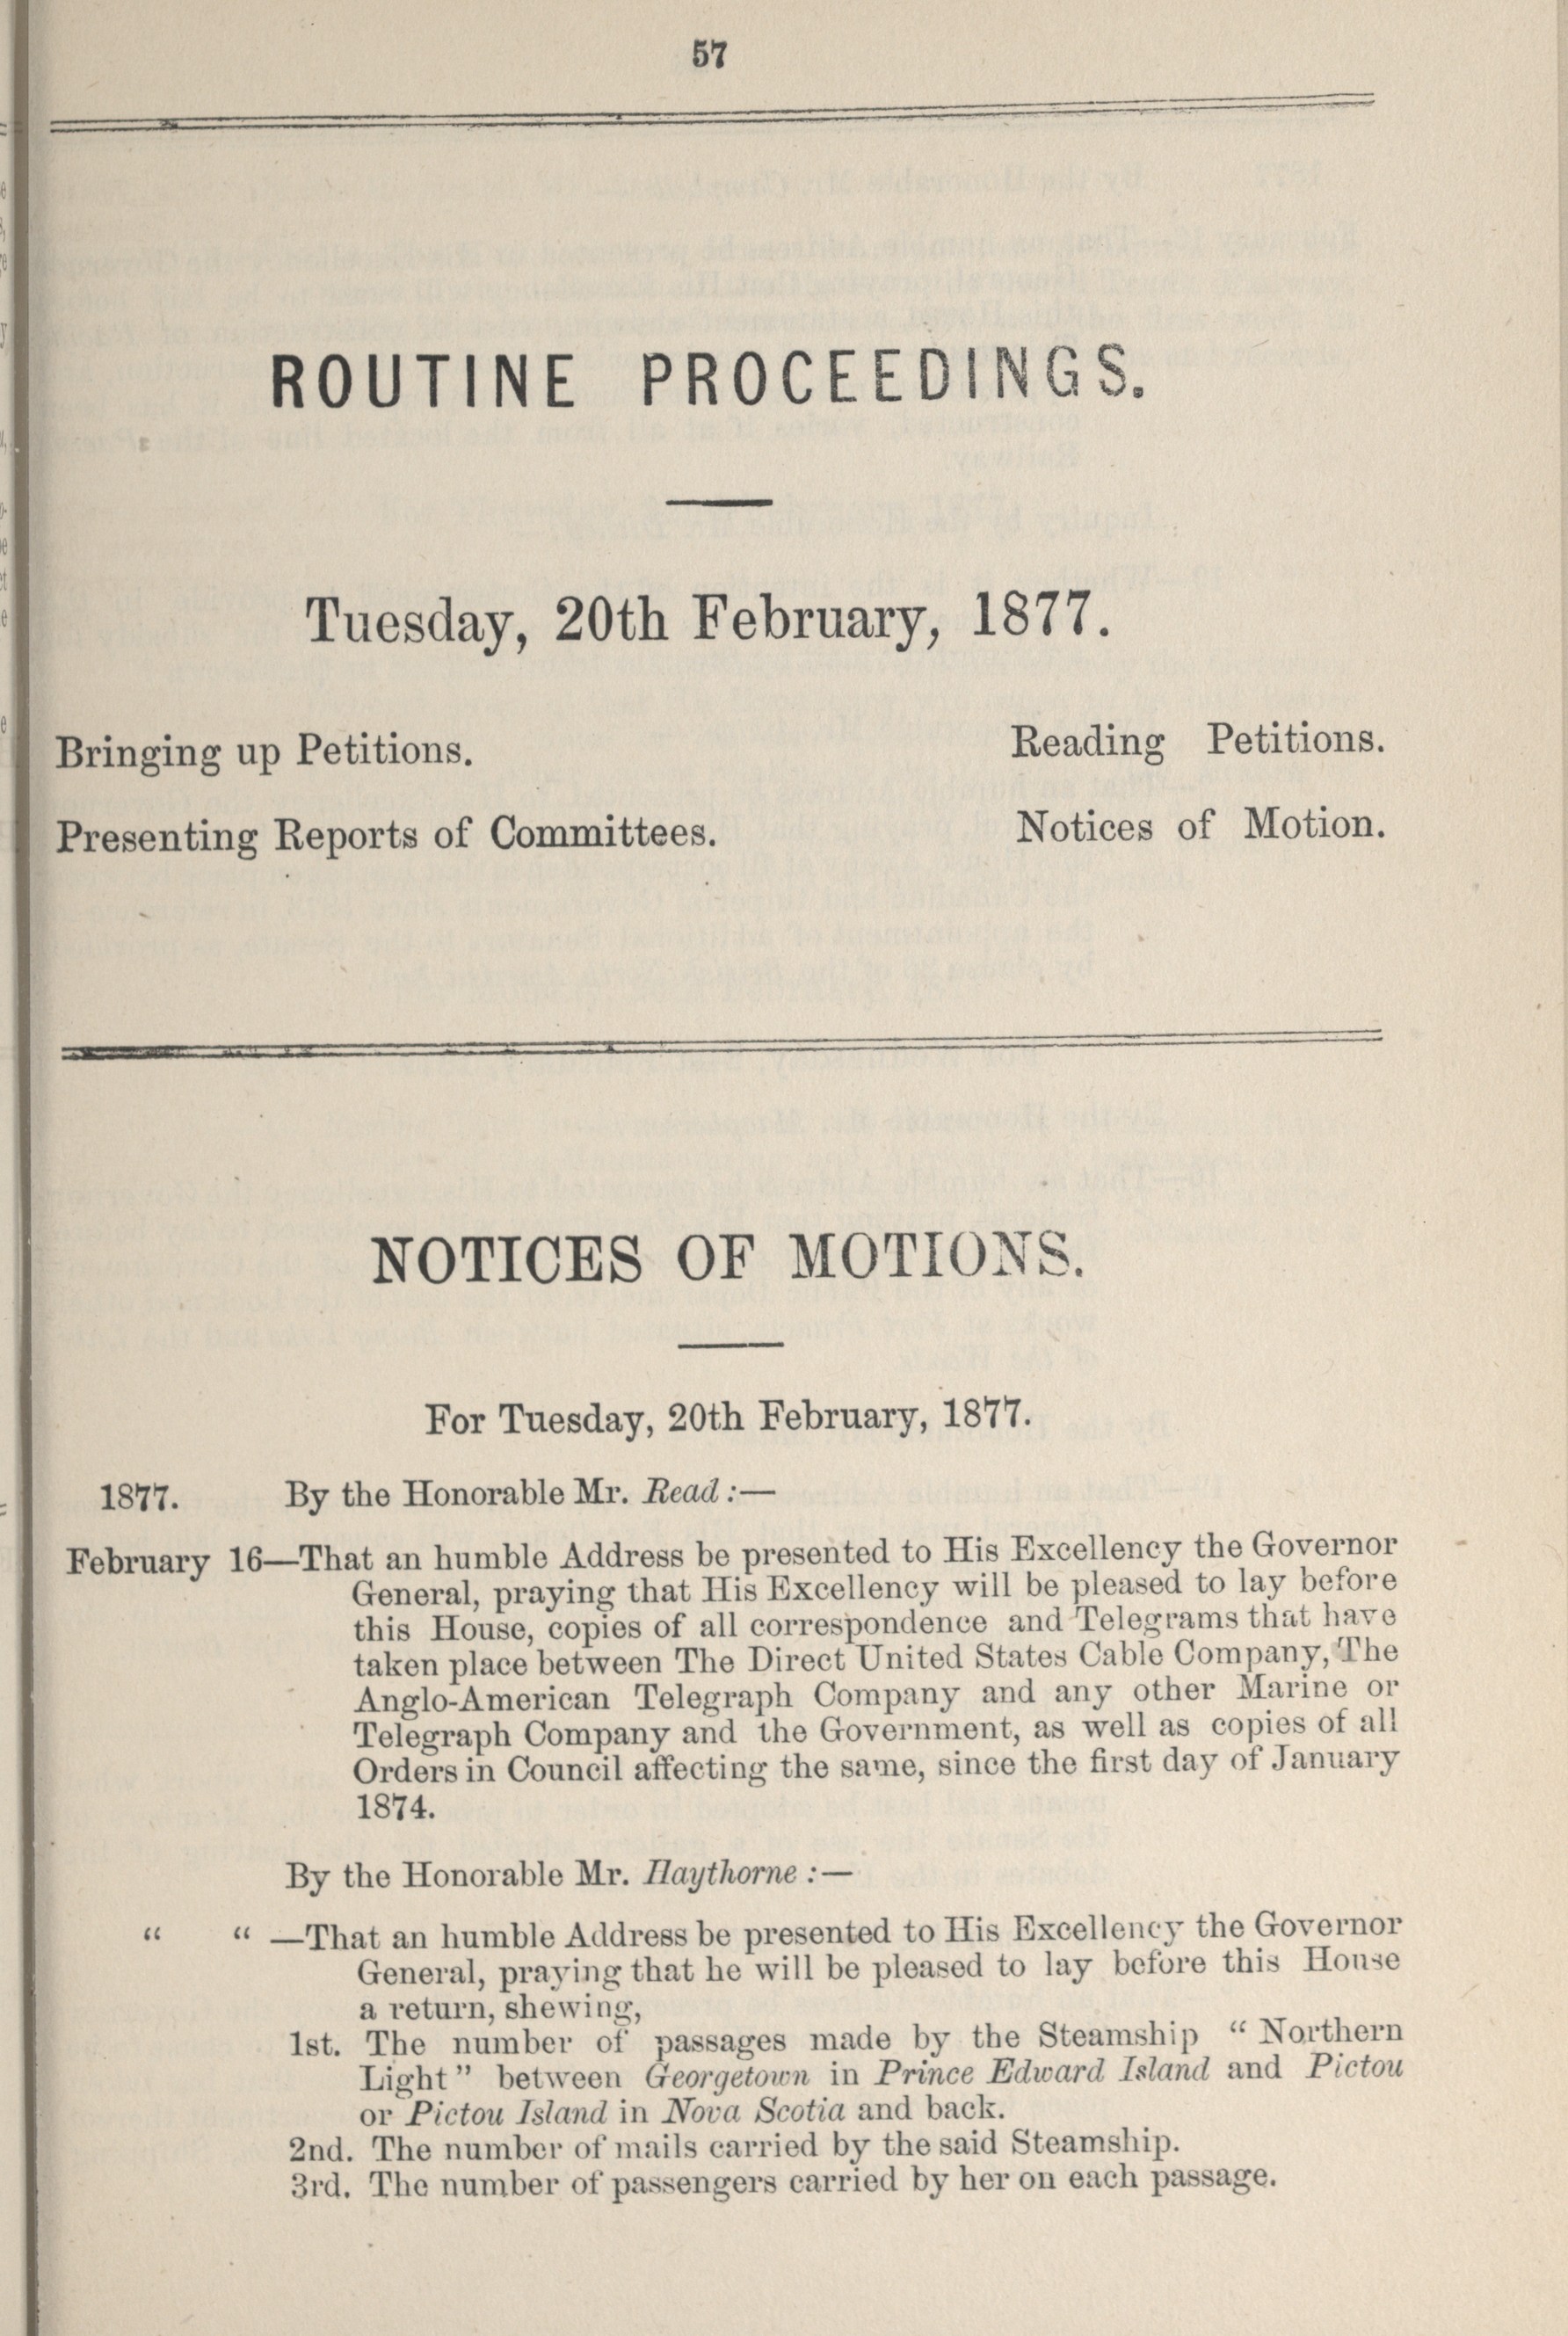 57
ROUTINE PROCEEDINGS.
Tuesday, 20th February, 1877.
Bringing up Petitions. Reading Petitions.
Presenting Reports of Committees. Notices of Motion.
NOTICES OF MOTIONS.
For Tuesday, 20th February, 1877.
1877. By the Honorable Mr. Read :—
February 16—That an humble Address be presented to His Excellency the Governor
General, praying that His Excellency will be pleased to lay before
this House, copies of all correspondence and Telegrams that have
taken place between The Direct United States Cable Company, The
Anglo-American Telegraph Company and any other Marine or
Telegraph Company and the Government, as well as copies of all
Orders in Council affecting the same, since the first day of January
1874.
By the Honorable Mr. Haythorne :—
“ “ —That an humble Address be presented to His Excellency the Governor
General, praying that he will be pleased to lay before this House
a return, shewing,
1st. The number of passages made by the Steamship “ Northern
Light ” between Georgetown in Prince Edward Island and Pictou
or Pictou Island in Nova Scotia and back.
2nd. The number of mails carried by the said Steamship.
3rd. The number of passengers carried by her on each passage.